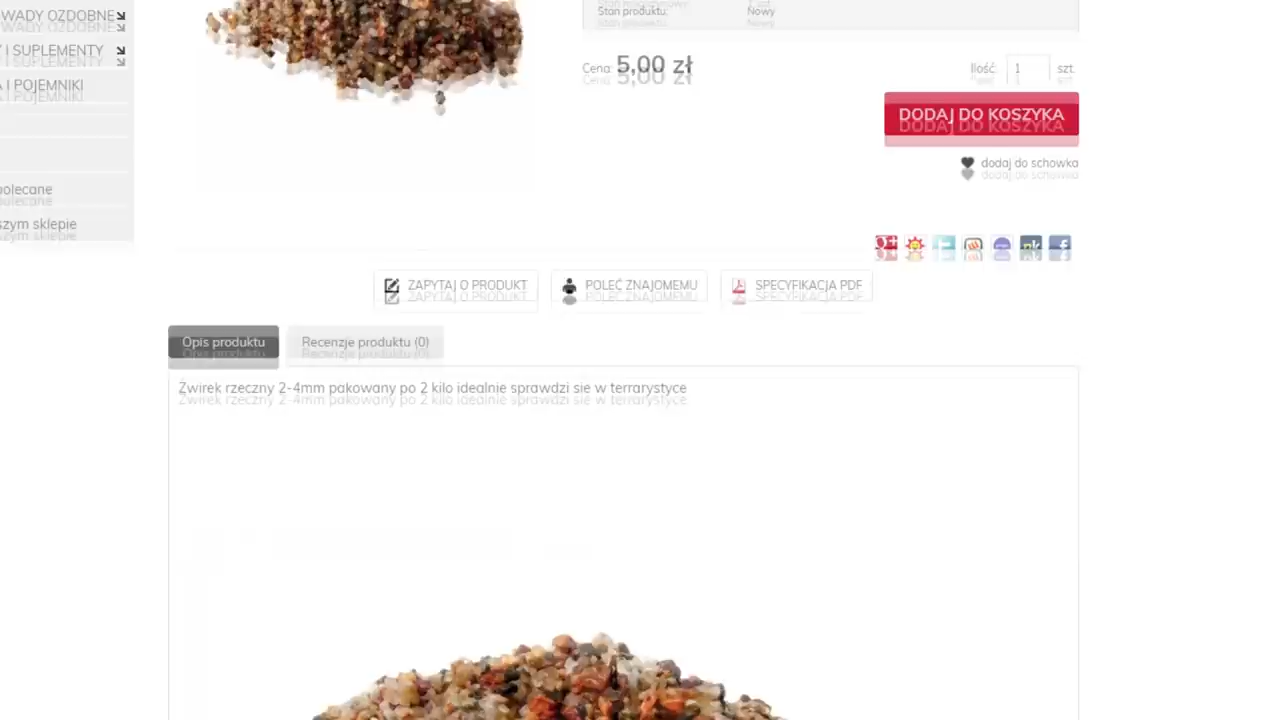 WADY OZDOBNE
I SUPLEMENTY
I POJEMNIKI
polecane
szym sklepie
Stan produktu: Nowy
Cena: 5,00 zł
Ilość: 1 szt.
DODAJ DO KOSZYKA
dodaj do schowka
ZAPYTAJ O PRODUKT POLEĆ ZNAJOMEMU SPECYFIKACJA PDF
Opis produktu Recenzje produktu (0)
Żwirek rzeczny 2-4mm pakowany po 2 kilo idealnie sprawdzi sie w terrarystyce